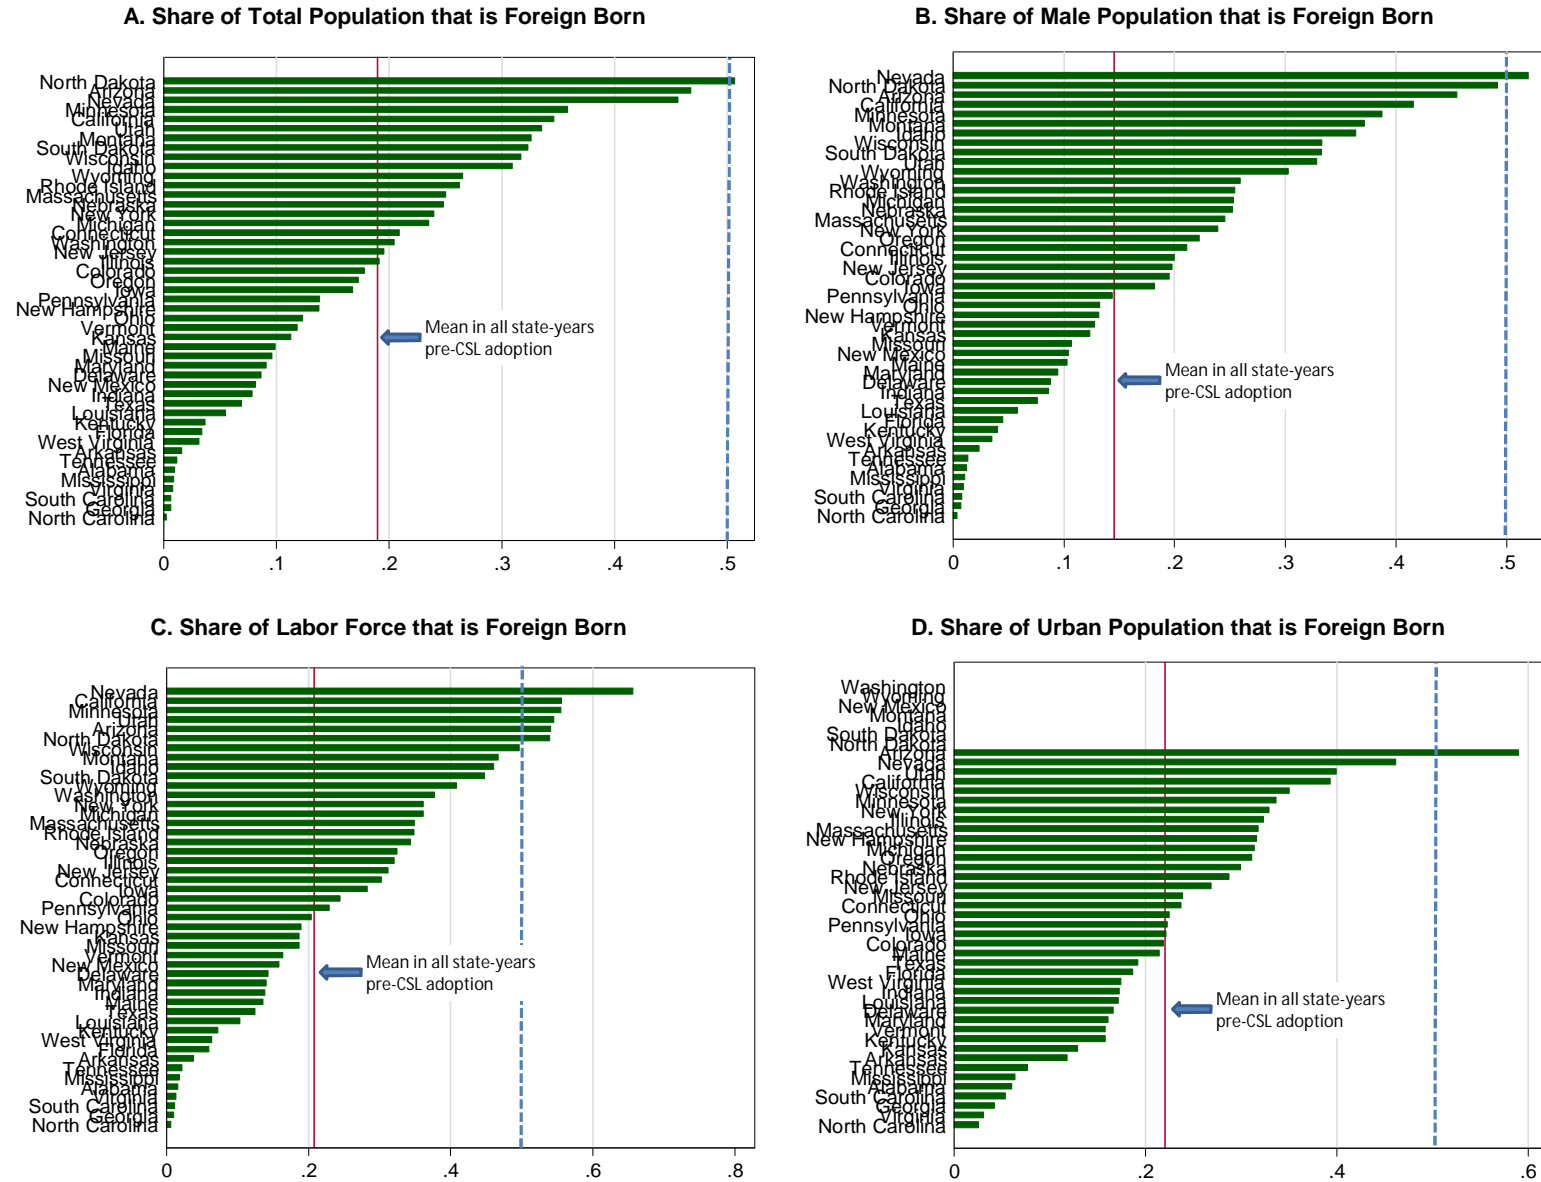 A. Share of Total Population that is Foreign Born
North Dakota
Arizona
Nevada
Minnesota
California
Utah
Montana
South Dakota
Wisconsin
Idaho
Wyoming
Rhode Island
Massachusetts
Nebraska
New York
Michigan
Connecticut
Washington
New Jersey
Illinois
Colorado
Oregon
Iowa
Pennsylvania
New Hampshire
Ohio
Vermont
Kansas
Maine
Missouri
Maryland
Delaware
New Mexico
Indiana
Texas
Louisiana
Kentucky
Florida
West Virginia
Arkansas
Tennessee
Alabama
Mississippi
Virginia
South Carolina
Georgia
North Carolina
Mean in all state-years
pre-CSL adoption
0 .1 .2 .3 .4 .5
B. Share of Male Population that is Foreign Born
Nevada
North Dakota
Arizona
California
Minnesota
Montana
Idaho
Wisconsin
South Dakota
Utah
Wyoming
Washington
Rhode Island
Michigan
Nebraska
Massachusetts
New York
Oregon
Connecticut
Illinois
New Jersey
Colorado
Iowa
Pennsylvania
Ohio
New Hampshire
Vermont
Kansas
Missouri
New Mexico
Maine
Maryland
Delaware
Indiana
Texas
Louisiana
Florida
Kentucky
West Virginia
Arkansas
Tennessee
Alabama
Mississippi
Virginia
South Carolina
Georgia
North Carolina
Mean in all state-years
pre-CSL adoption
0 .1 .2 .3 .4 .5
C. Share of Labor Force that is Foreign Born
Nevada
California
Minnesota
Utah
Arizona
North Dakota
Wisconsin
Montana
Idaho
South Dakota
Wyoming
Washington
New York
Michigan
Massachusetts
Rhode Island
Nebraska
Oregon
Illinois
New Jersey
Connecticut
Iowa
Colorado
Pennsylvania
Ohio
New Hampshire
Kansas
Missouri
Vermont
New Mexico
Delaware
Maryland
Indiana
Maine
Texas
Louisiana
Kentucky
West Virginia
Florida
Arkansas
Tennessee
Mississippi
Alabama
Virginia
South Carolina
Georgia
North Carolina
Mean in all state-years
pre-CSL adoption
0 .2 .4 .6 .8
D. Share of Urban Population that is Foreign Born
Washington
Wyoming
New Mexico
Montana
Idaho
South Dakota
North Dakota
Arizona
Nevada
Utah
California
Wisconsin
Minnesota
New York
Illinois
Massachusetts
New Hampshire
Michigan
Oregon
Nebraska
Rhode Island
New Jersey
Missouri
Connecticut
Ohio
Pennsylvania
Iowa
Colorado
Maine
Texas
Florida
West Virginia
Indiana
Louisiana
Delaware
Maryland
Vermont
Kentucky
Kansas
Arkansas
Tennessee
Mississippi
Alabama
South Carolina
Georgia
Virginia
North Carolina
Mean in all state-years
pre-CSL adoption
0 .2 .4 .6